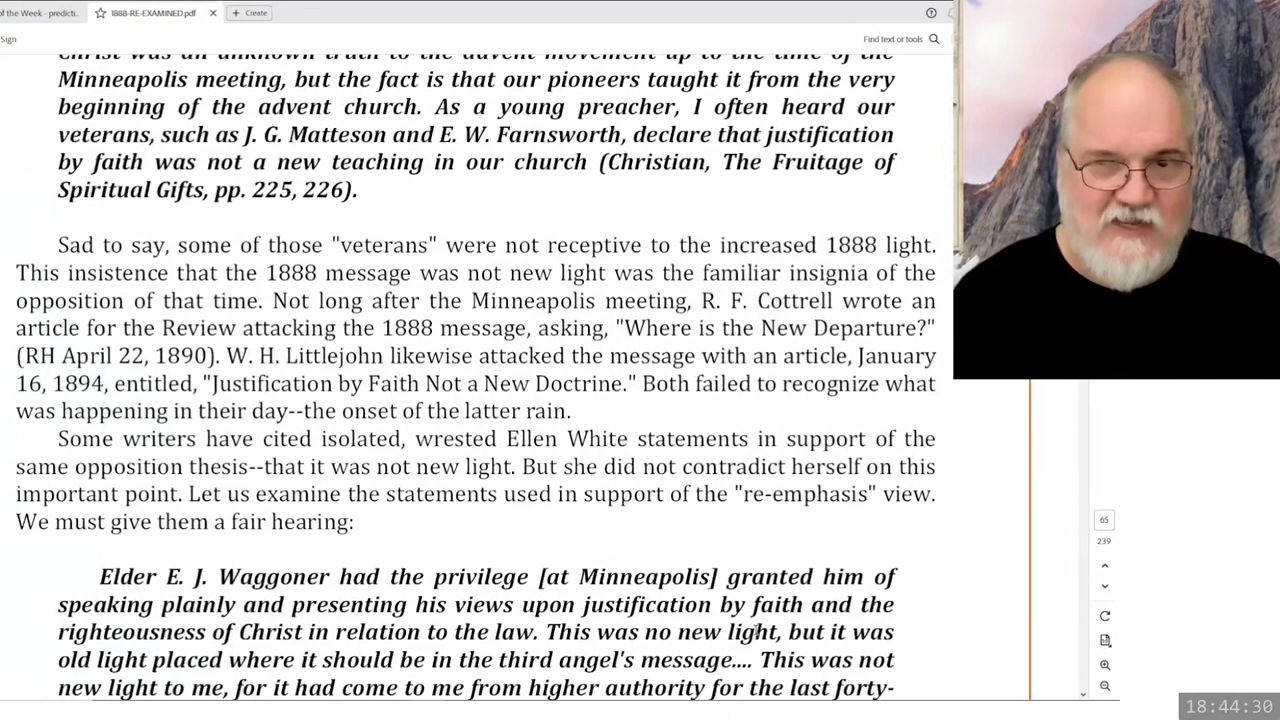 of the Week - predicti...
1888-RE-EXAMINED.pdf
Create
Sign
Find text or tools
Christ was an unknown truth to the advent movement up to the time of the
Minneapolis meeting, but the fact is that our pioneers taught it from the very
beginning of the advent church. As a young preacher, I often heard our
veterans, such as J. G. Matteson and E. W. Farnsworth, declare that justification
by faith was not a new teaching in our church (Christian, The Fruitage of
Spiritual Gifts, pp. 225, 226).
Sad to say, some of those "veterans" were not receptive to the increased 1888 light.
This insistence that the 1888 message was not new light was the familiar insignia of the
opposition of that time. Not long after the Minneapolis meeting, R. F. Cottrell wrote an
article for the Review attacking the 1888 message, asking, "Where is the New Departure?"
(RH April 22, 1890). W. H. Littlejohn likewise attacked the message with an article, January
16, 1894, entitled, "Justification by Faith Not a New Doctrine." Both failed to recognize what
was happening in their day--the onset of the latter rain.
Some writers have cited isolated, wrested Ellen White statements in support of the
same opposition thesis--that it was not new light. But she did not contradict herself on this
important point. Let us examine the statements used in support of the "re-emphasis" view.
We must give them a fair hearing:
Elder E. J. Waggoner had the privilege [at Minneapolis] granted him of
speaking plainly and presenting his views upon justification by faith and the
righteousness of Christ in relation to the law. This was no new light, but it was
old light placed where it should be in the third angel's message.... This was not
new light to me, for it had come to me from higher authority for the last forty-
65
239
18:44:30